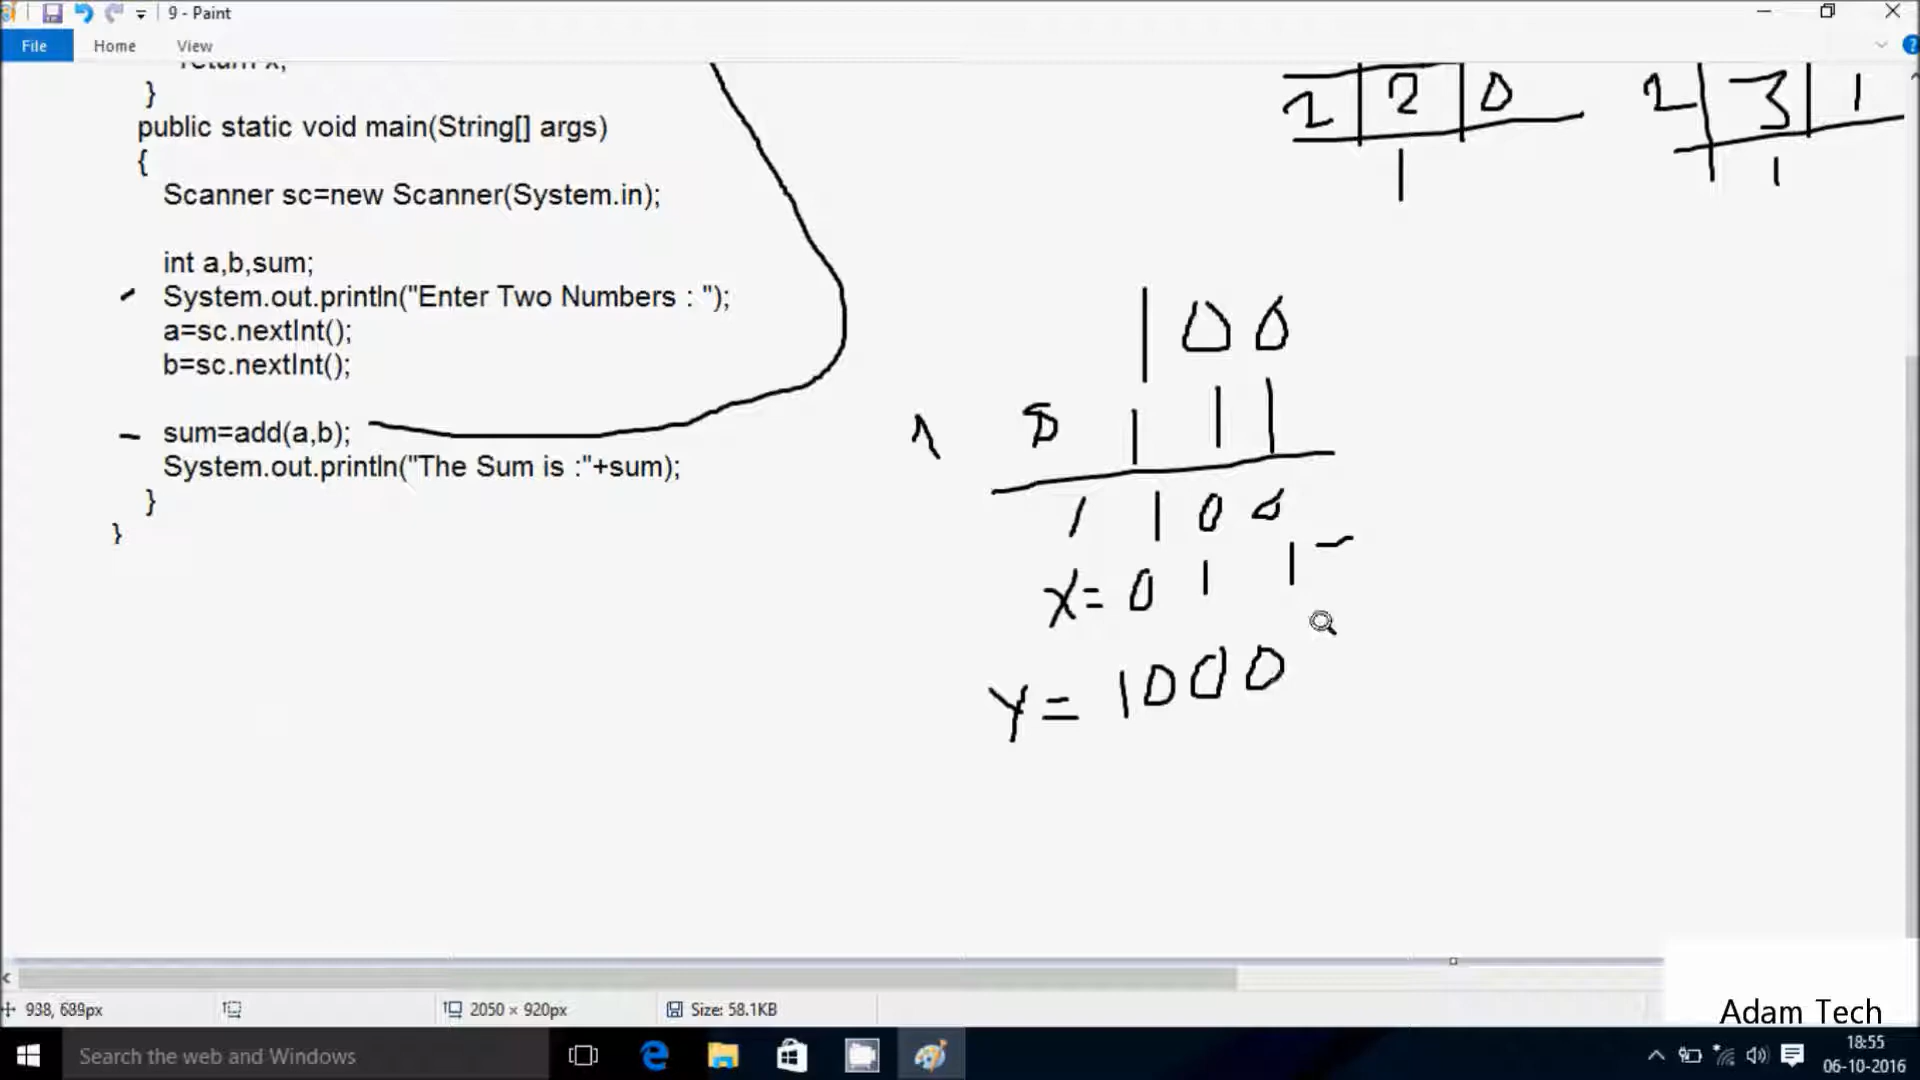 9 - Paint
File Home View
return x;
}
public static void main(String[] args)
{
Scanner sc=new Scanner(System.in);
int a,b,sum;
System.out.println("Enter Two Numbers : ");
a=sc.nextInt();
b=sc.nextInt();
sum=add(a,b);
System.out.println("The Sum is :"+sum);
}
}
2 2 0
1
2 3 1
1
1 0 0
1 1 1
1 1 0 0
X= 0 1 1
Y= 1000
938, 689px
2050 × 920px
Size: 58.1KB
Adam Tech
Search the web and Windows
18:55
06-10-2016